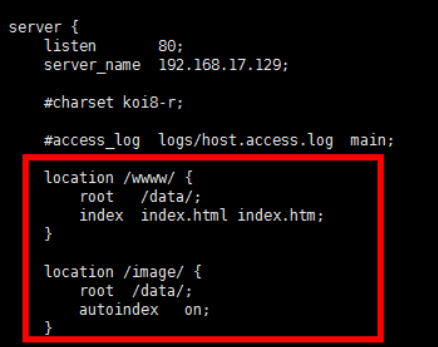 server {
    listen       80;
    server_name  192.168.17.129;
    #charset koi8-r;
    #access_log  logs/host.access.log  main;
    location /www/ {
        root   /data/;
        index  index.html index.htm;
    }
    location /image/ {
        root  /data/;
        autoindex   on;
    }